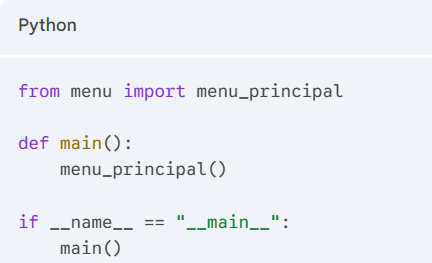 Python
from menu import menu_principal
def main():
    menu_principal()
if __name__ == "__main__":
    main()